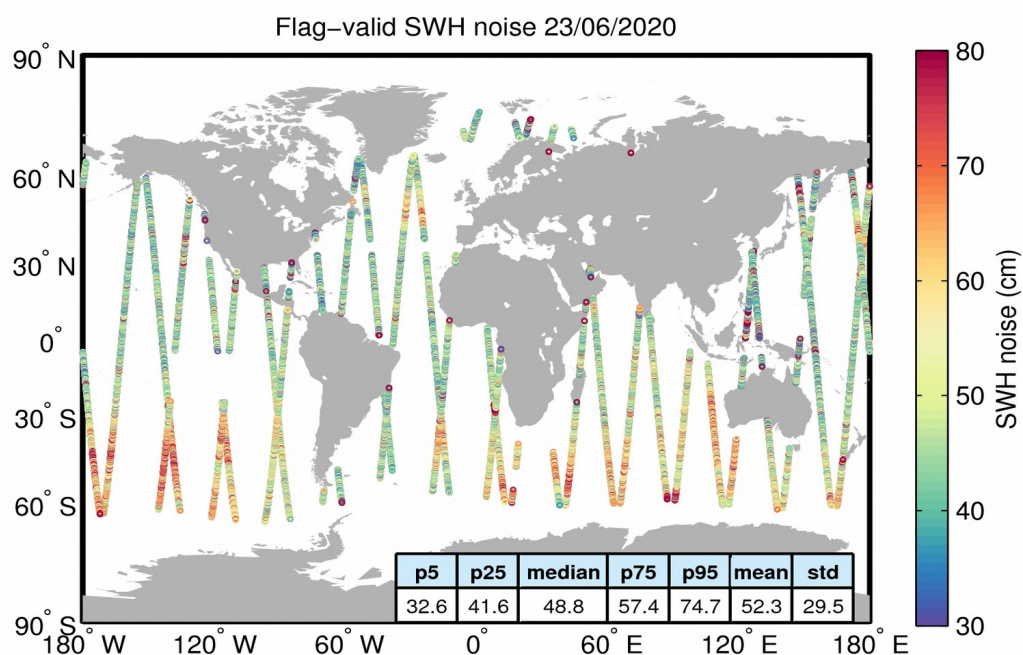 Flag−valid SWH noise 23/06/2020
90° N
60° N
30° N
0°
30° S
60° S
90° S
180° W
120° W
60° W
0°
60° E
120° E
180° E
80
70
60
50
40
30
SWH noise (cm)
p5 p25 median p75 p95 mean std
32.6 41.6 48.8 57.4 74.7 52.3 29.5